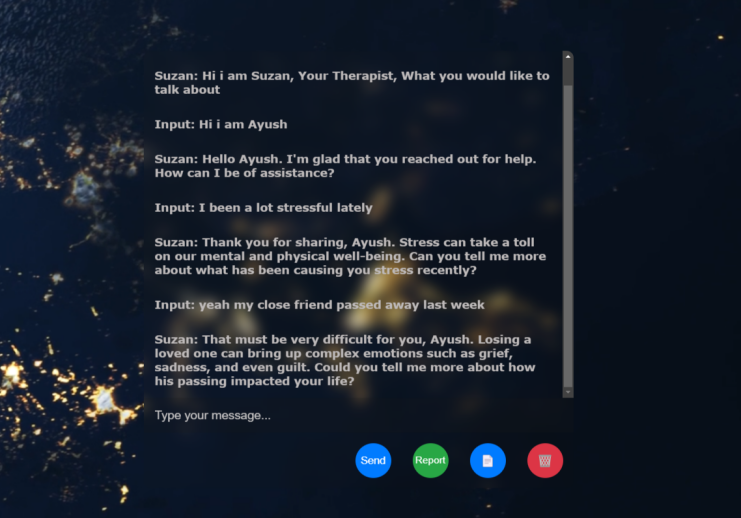 Suzan: Hi i am Suzan, Your Therapist, What you would like to
talk about
Input: Hi i am Ayush
Suzan: Hello Ayush. I'm glad that you reached out for help.
How can I be of assistance?
Input: I been a lot stressful lately
Suzan: Thank you for sharing, Ayush. Stress can take a toll
on our mental and physical well-being. Can you tell me more
about what has been causing you stress recently?
Input: yeah my close friend passed away last week
Suzan: That must be very difficult for you, Ayush. Losing a
loved one can bring up complex emotions such as grief,
sadness, and even guilt. Could you tell me more about how
his passing impacted your life?
Type your message...
Send Report